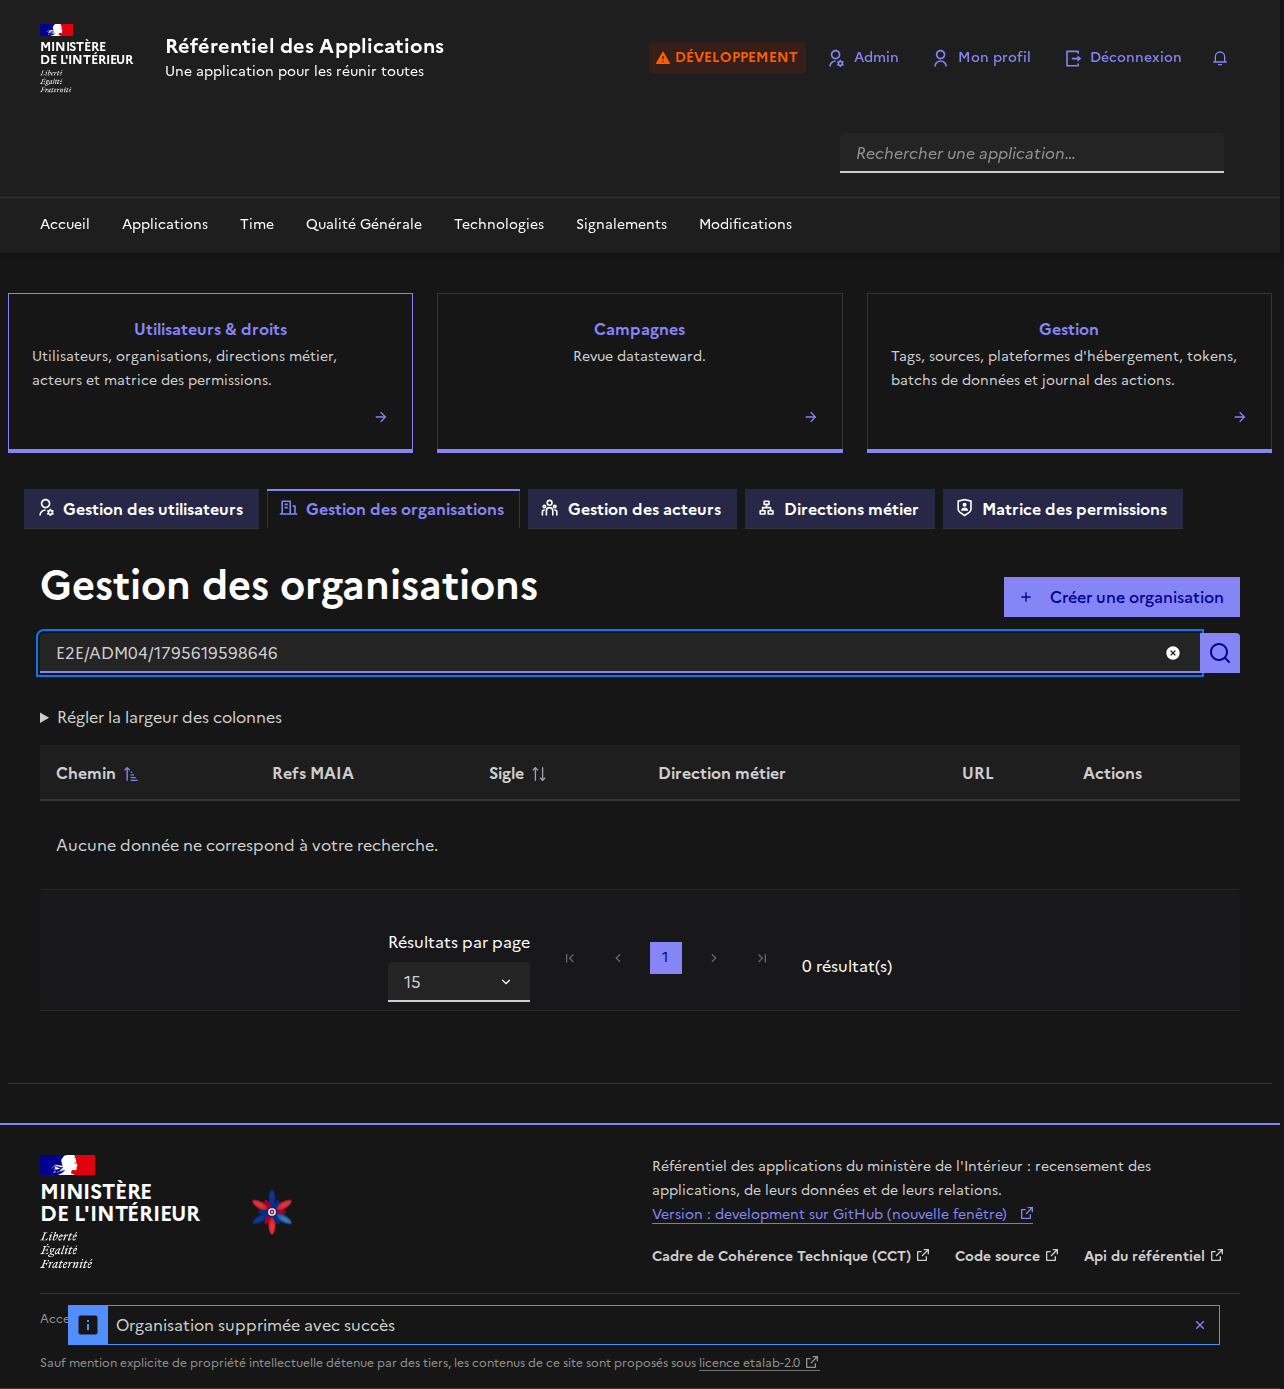 MINISTÈRE
DE L'INTÉRIEUR
Liberté
Égalité
Fraternité
Référentiel des Applications
Une application pour les réunir toutes
DÉVELOPPEMENT
Admin
Mon profil
Déconnexion
Rechercher une application...
Accueil
Applications
Time
Qualité Générale
Technologies
Signalements
Modifications
Utilisateurs & droits
Utilisateurs, organisations, directions métier,
acteurs et matrice des permissions.
Campagnes
Revue datasteward.
Gestion
Tags, sources, plateformes d'hébergement, tokens,
batchs de données et journal des actions.
Gestion des utilisateurs
Gestion des organisations
Gestion des acteurs
Directions métier
Matrice des permissions
Gestion des organisations
+ Créer une organisation
E2E/ADM04/1795619598646
Régler la largeur des colonnes
Chemin
Refs MAIA
Sigle
Direction métier
URL
Actions
Aucune donnée ne correspond à votre recherche.
Résultats par page
15
1
0 résultat(s)
MINISTÈRE
DE L'INTÉRIEUR
Liberté
Égalité
Fraternité
Référentiel des applications du ministère de l'Intérieur : recensement des
applications, de leurs données et de leurs relations.
Version : development sur GitHub (nouvelle fenêtre)
Cadre de Cohérence Technique (CCT)
Code source
Api du référentiel
Acce
Organisation supprimée avec succès
Sauf mention explicite de propriété intellectuelle détenue par des tiers, les contenus de ce site sont proposés sous licence etalab-2.0